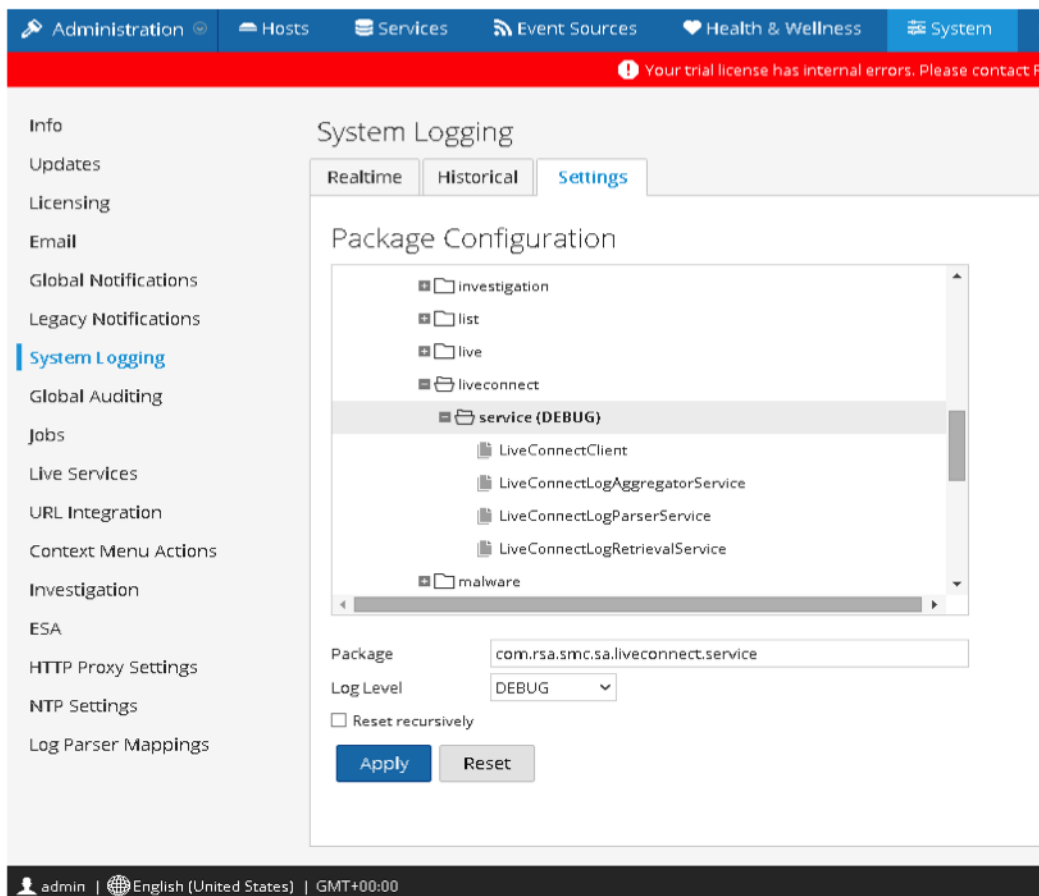 Administration Hosts Services Event Sources Health & Wellness System
Your trial license has internal errors. Please contact
Info
Updates
Licensing
Email
Global Notifications
Legacy Notifications
System Logging
Global Auditing
Jobs
Live Services
URL Integration
Context Menu Actions
Investigation
ESA
HTTP Proxy Settings
NTP Settings
Log Parser Mappings
System Logging
Realtime Historical Settings
Package Configuration
investigation
list
live
liveconnect
service (DEBUG)
LiveConnectClient
LiveConnectLogAggregatorService
LiveConnectLogParserService
LiveConnectLogRetrievalService
malware
Package com.rsa.smc.sa.liveconnect.service
Log Level DEBUG
Reset recursively
Apply Reset
admin | English (United States) | GMT+00:00